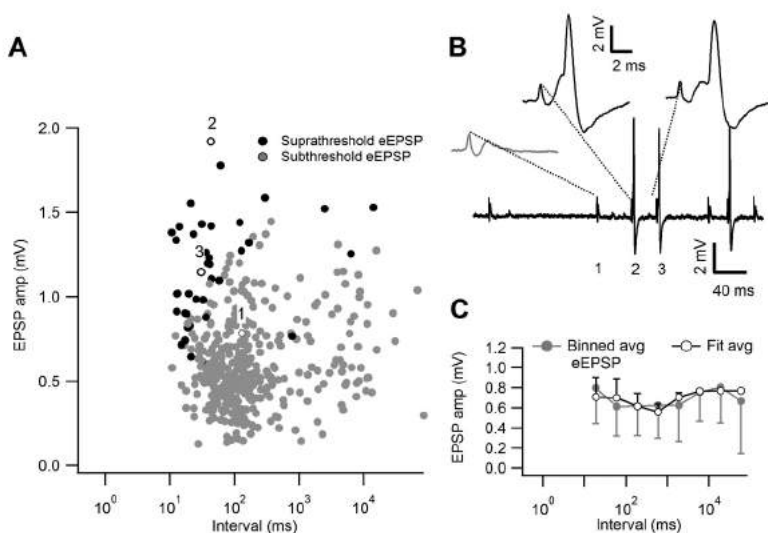 A
2.0
1.5
1.0
0.5
0.0
EPSP amp (mV)
2
3
1
Suprathreshold eEPSP
Subthreshold eEPSP
10^0
10^1
10^2
10^3
10^4
Interval (ms)
B
2 mV
2 ms
1
2
3
2 mV
40 ms
C
Binned avg
eEPSP
Fit avg
1.2
1.0
0.8
0.6
0.4
0.2
0.0
EPSP amp (mV)
10^0
10^2
10^4
Interval (ms)